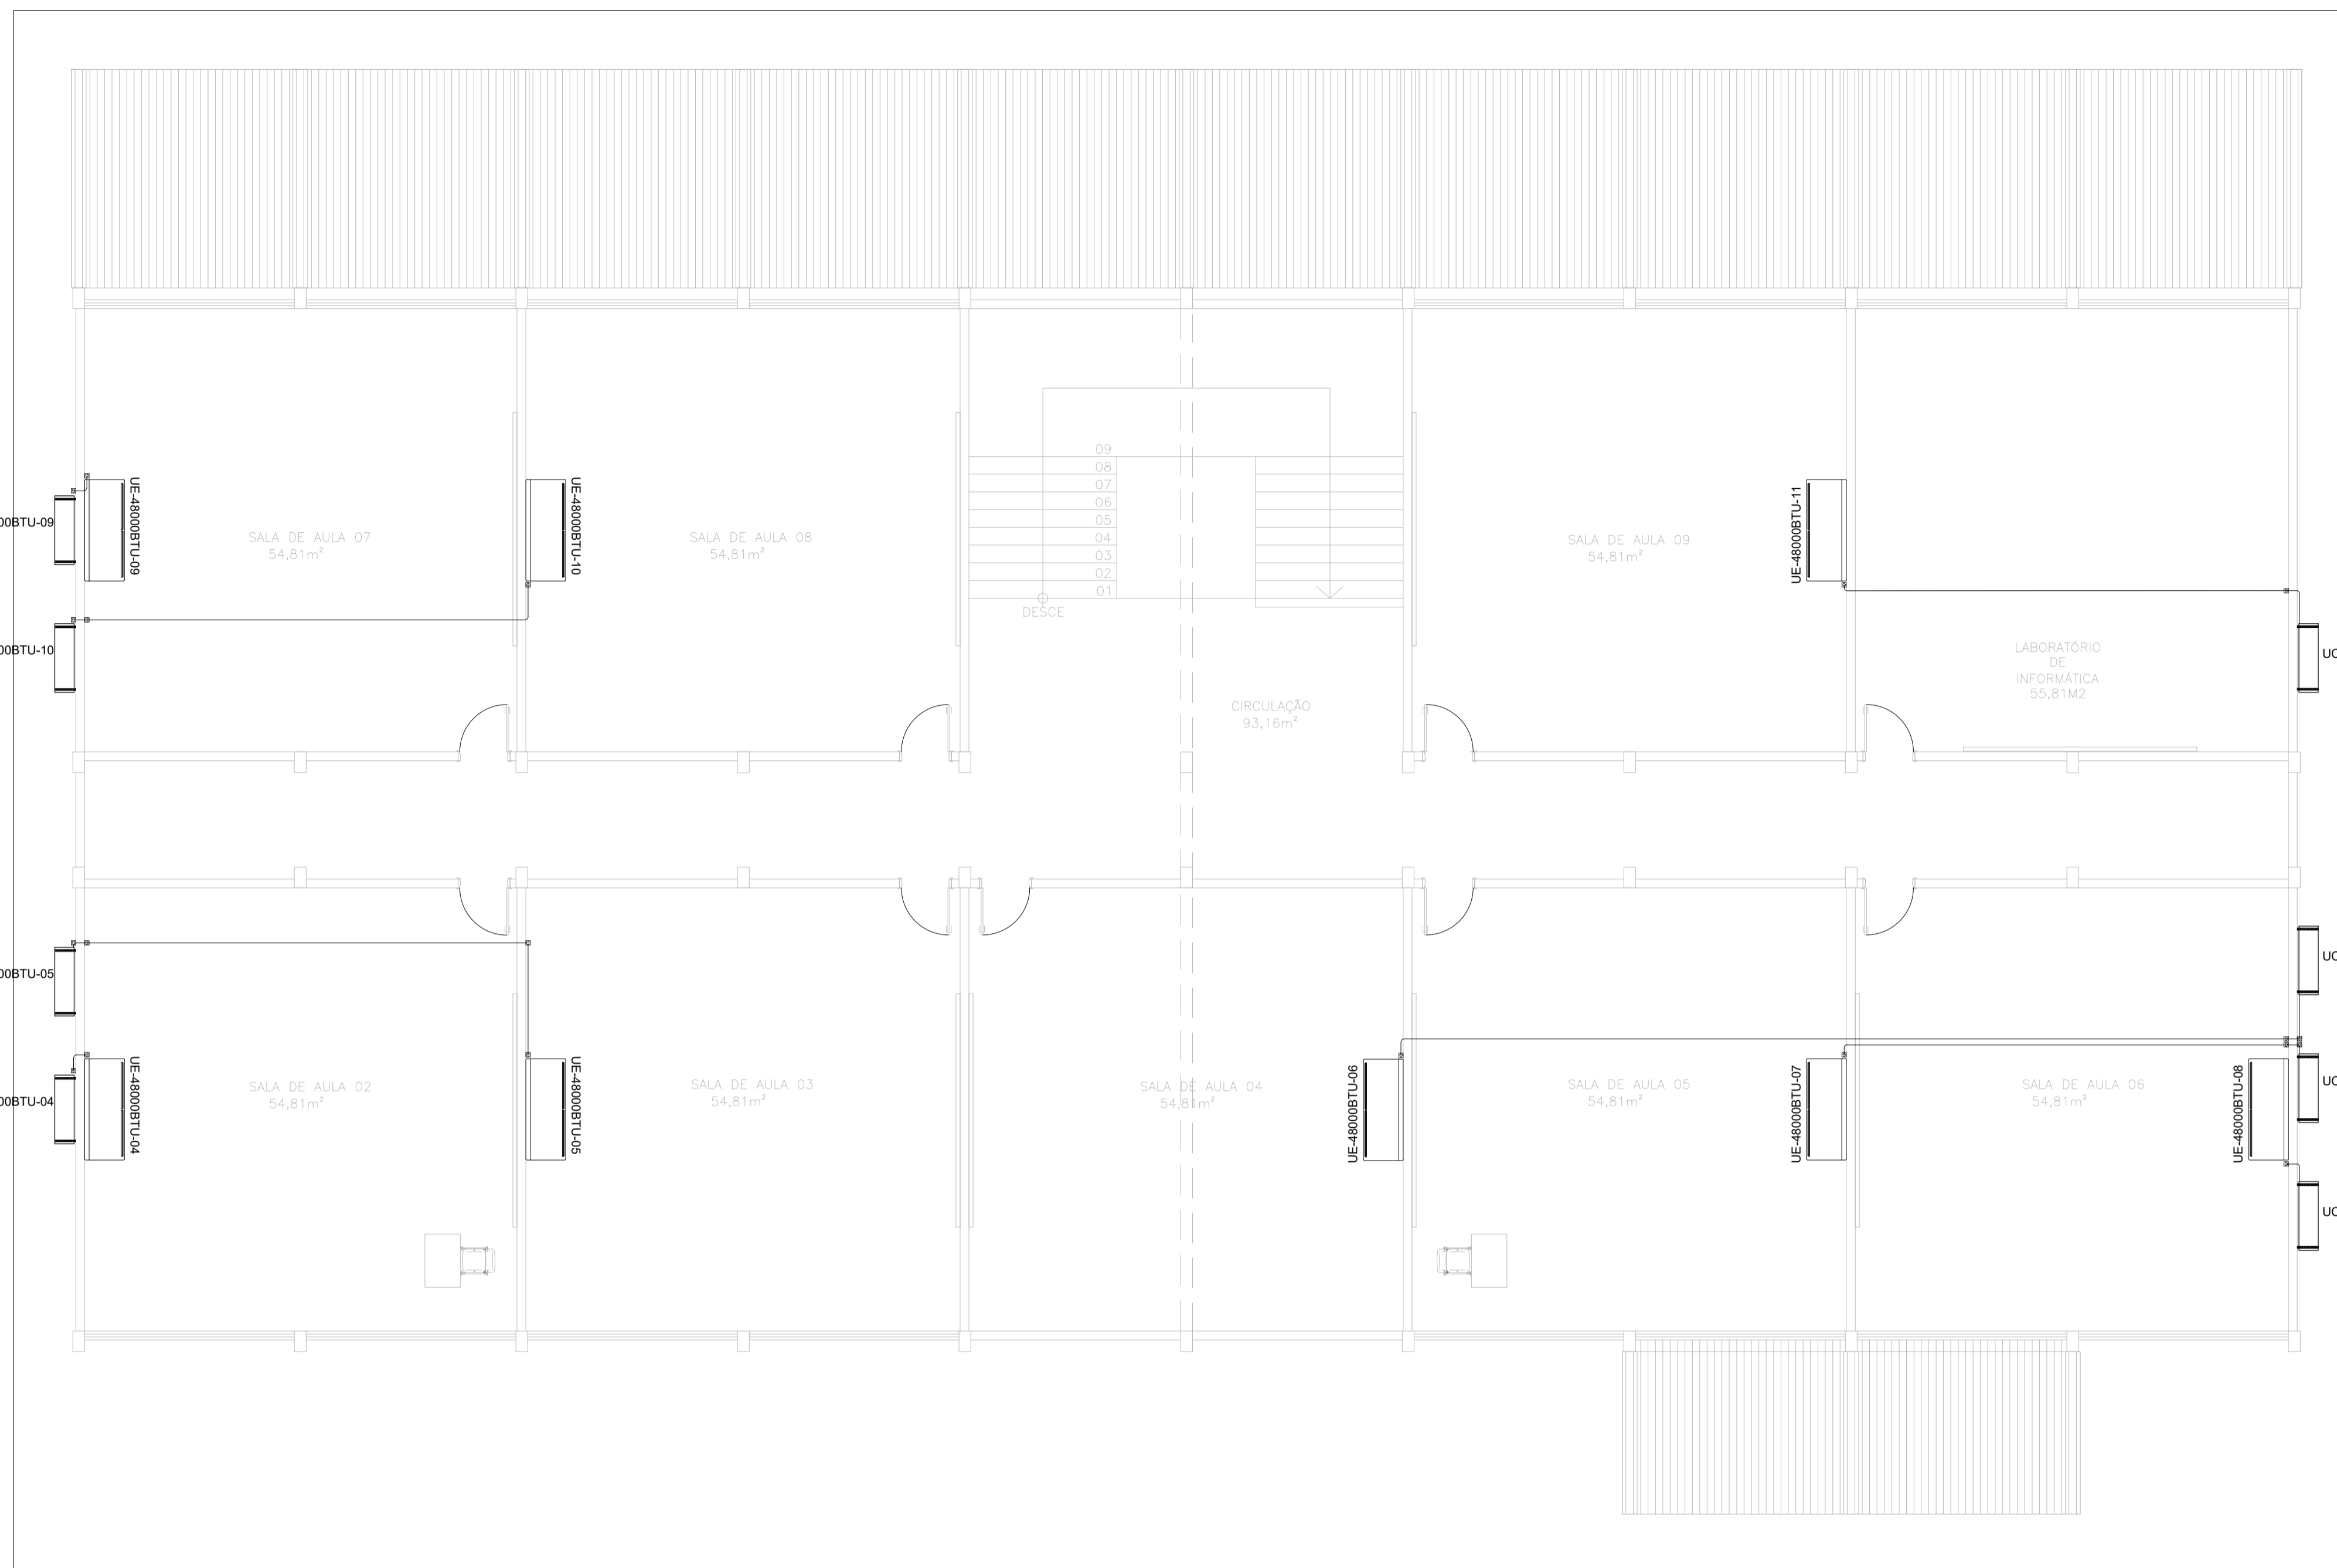 09
08
07
06
05
04
03
02
01
DESCE
00BTU-09
UE-48000BTU-09
SALA DE AULA 07
54,81m²
UE-48000BTU-10
SALA DE AULA 08
54,81m²
UE-48000BTU-11
SALA DE AULA 09
54,81m²
00BTU-10
LABORATÓRIO
DE
INFORMÁTICA
55,81M2
UC
CIRCULAÇÃO
93,16m²
00BTU-05
UC
00BTU-04
UE-48000BTU-04
SALA DE AULA 02
54,81m²
UE-48000BTU-05
SALA DE AULA 03
54,81m²
SALA DE AULA 04
54,81m²
UE-48000BTU-06
SALA DE AULA 05
54,81m²
UE-48000BTU-07
SALA DE AULA 06
54,81m²
UE-48000BTU-08
UC
UC